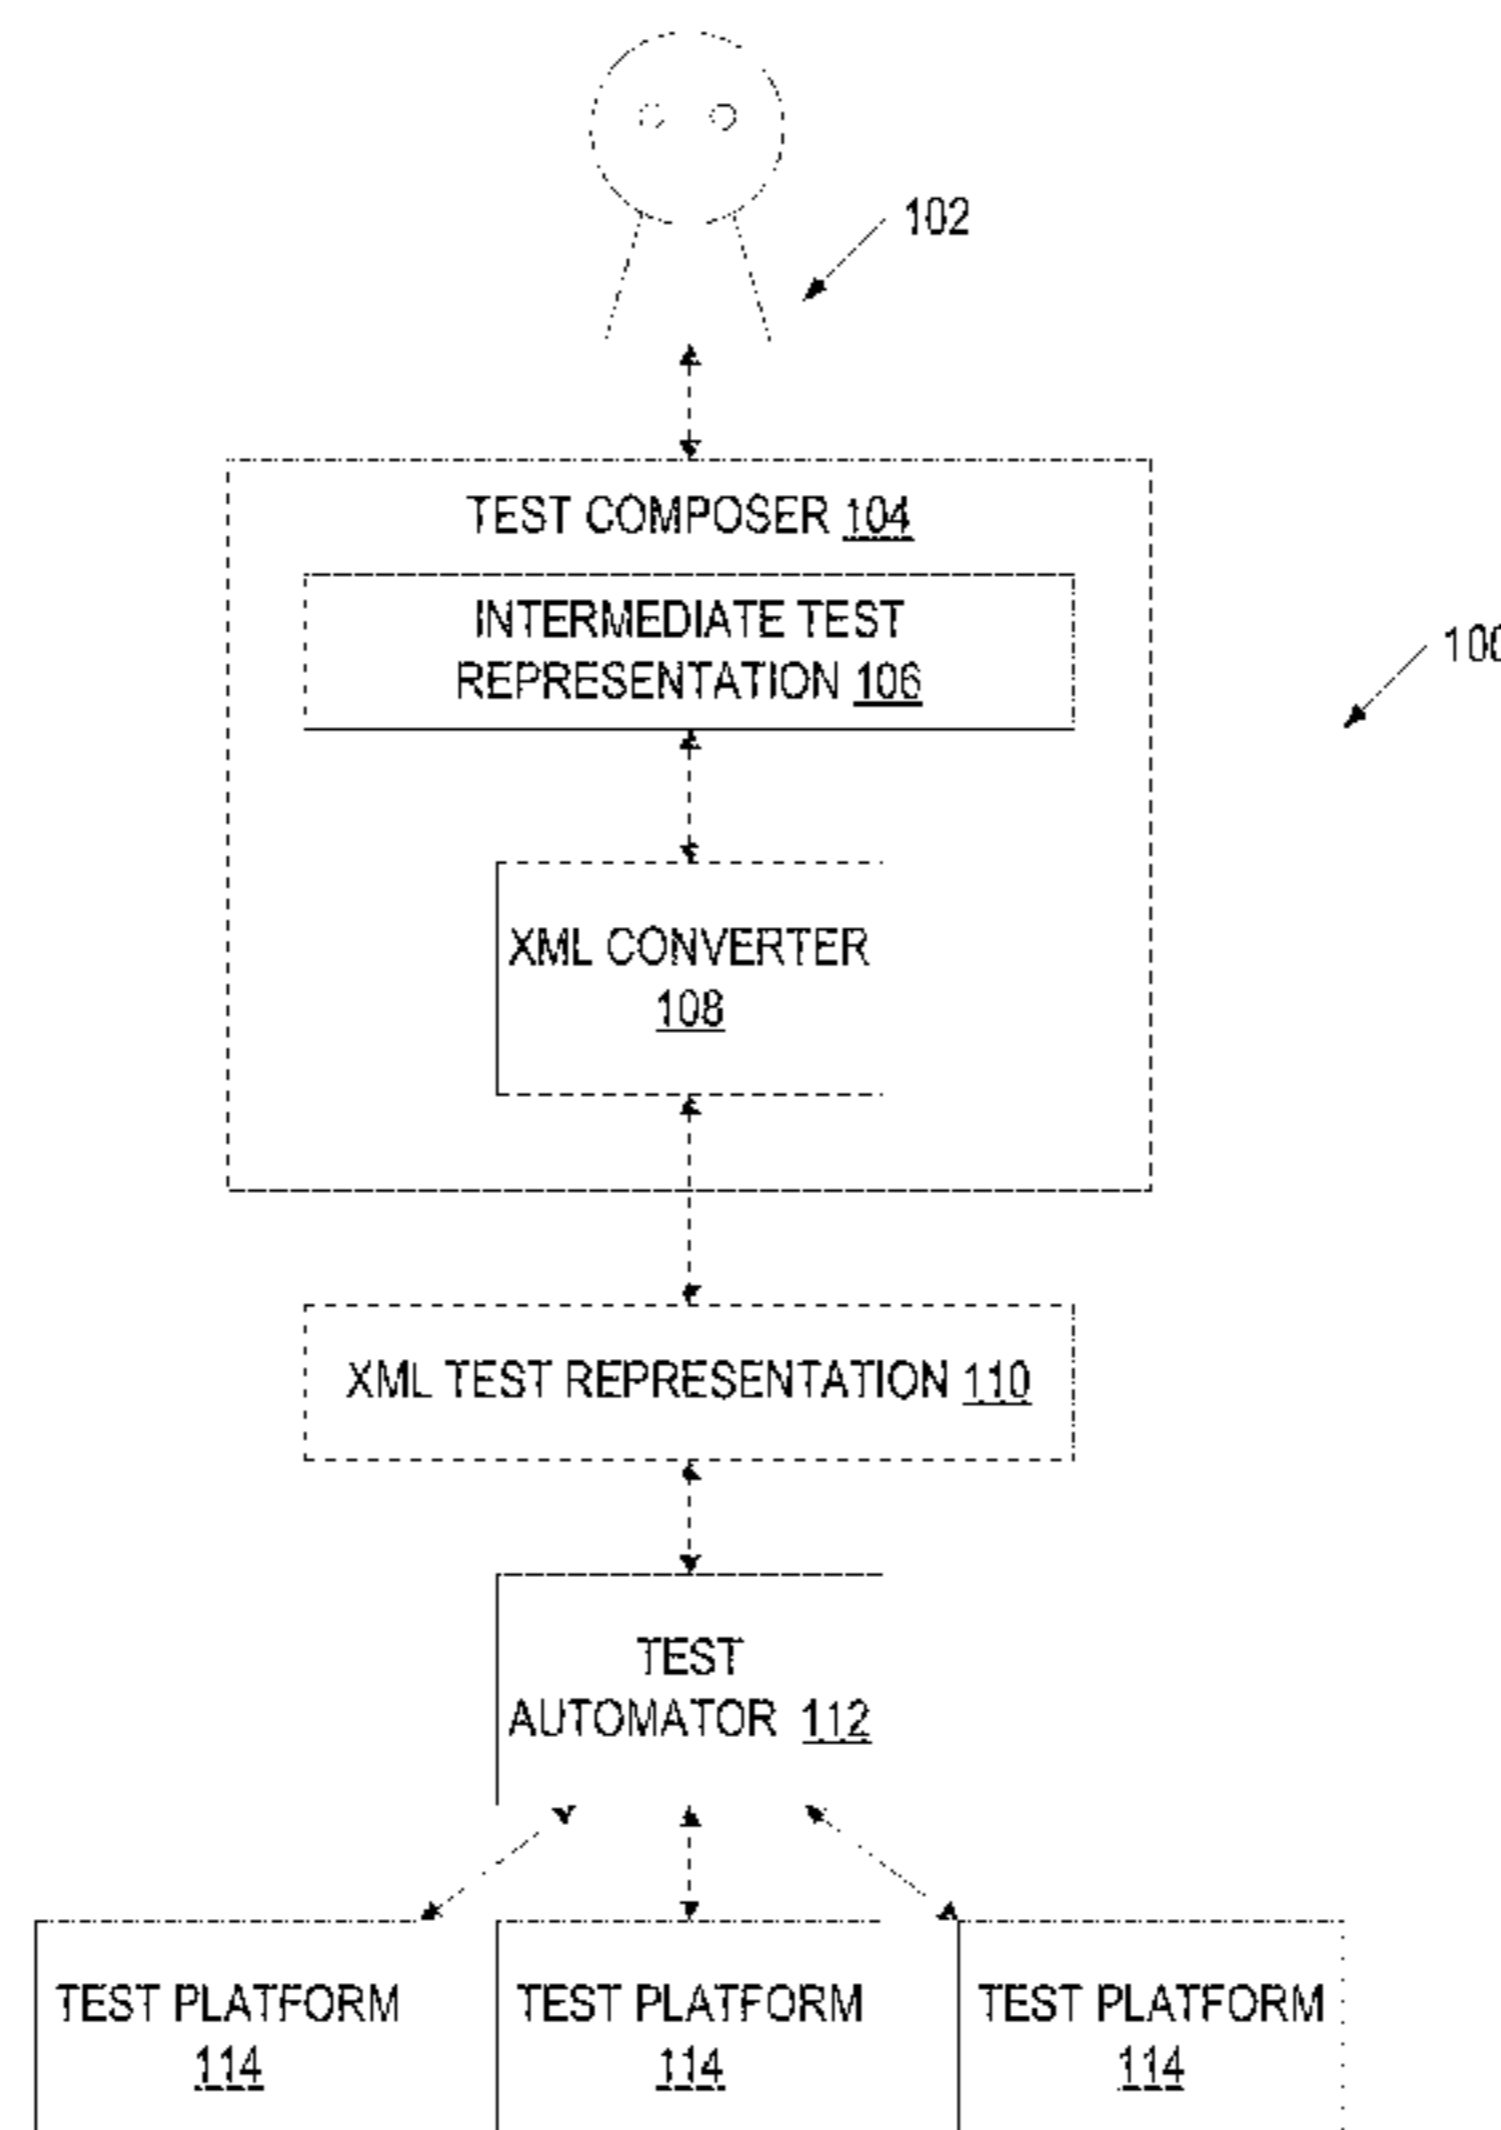 102
TEST COMPOSER 104
INTERMEDIATE TEST
REPRESENTATION 106
100
XML CONVERTER
108
XML TEST REPRESENTATION 110
TEST
AUTOMATOR 112
TEST PLATFORM
114
TEST PLATFORM
114
TEST PLATFORM
114